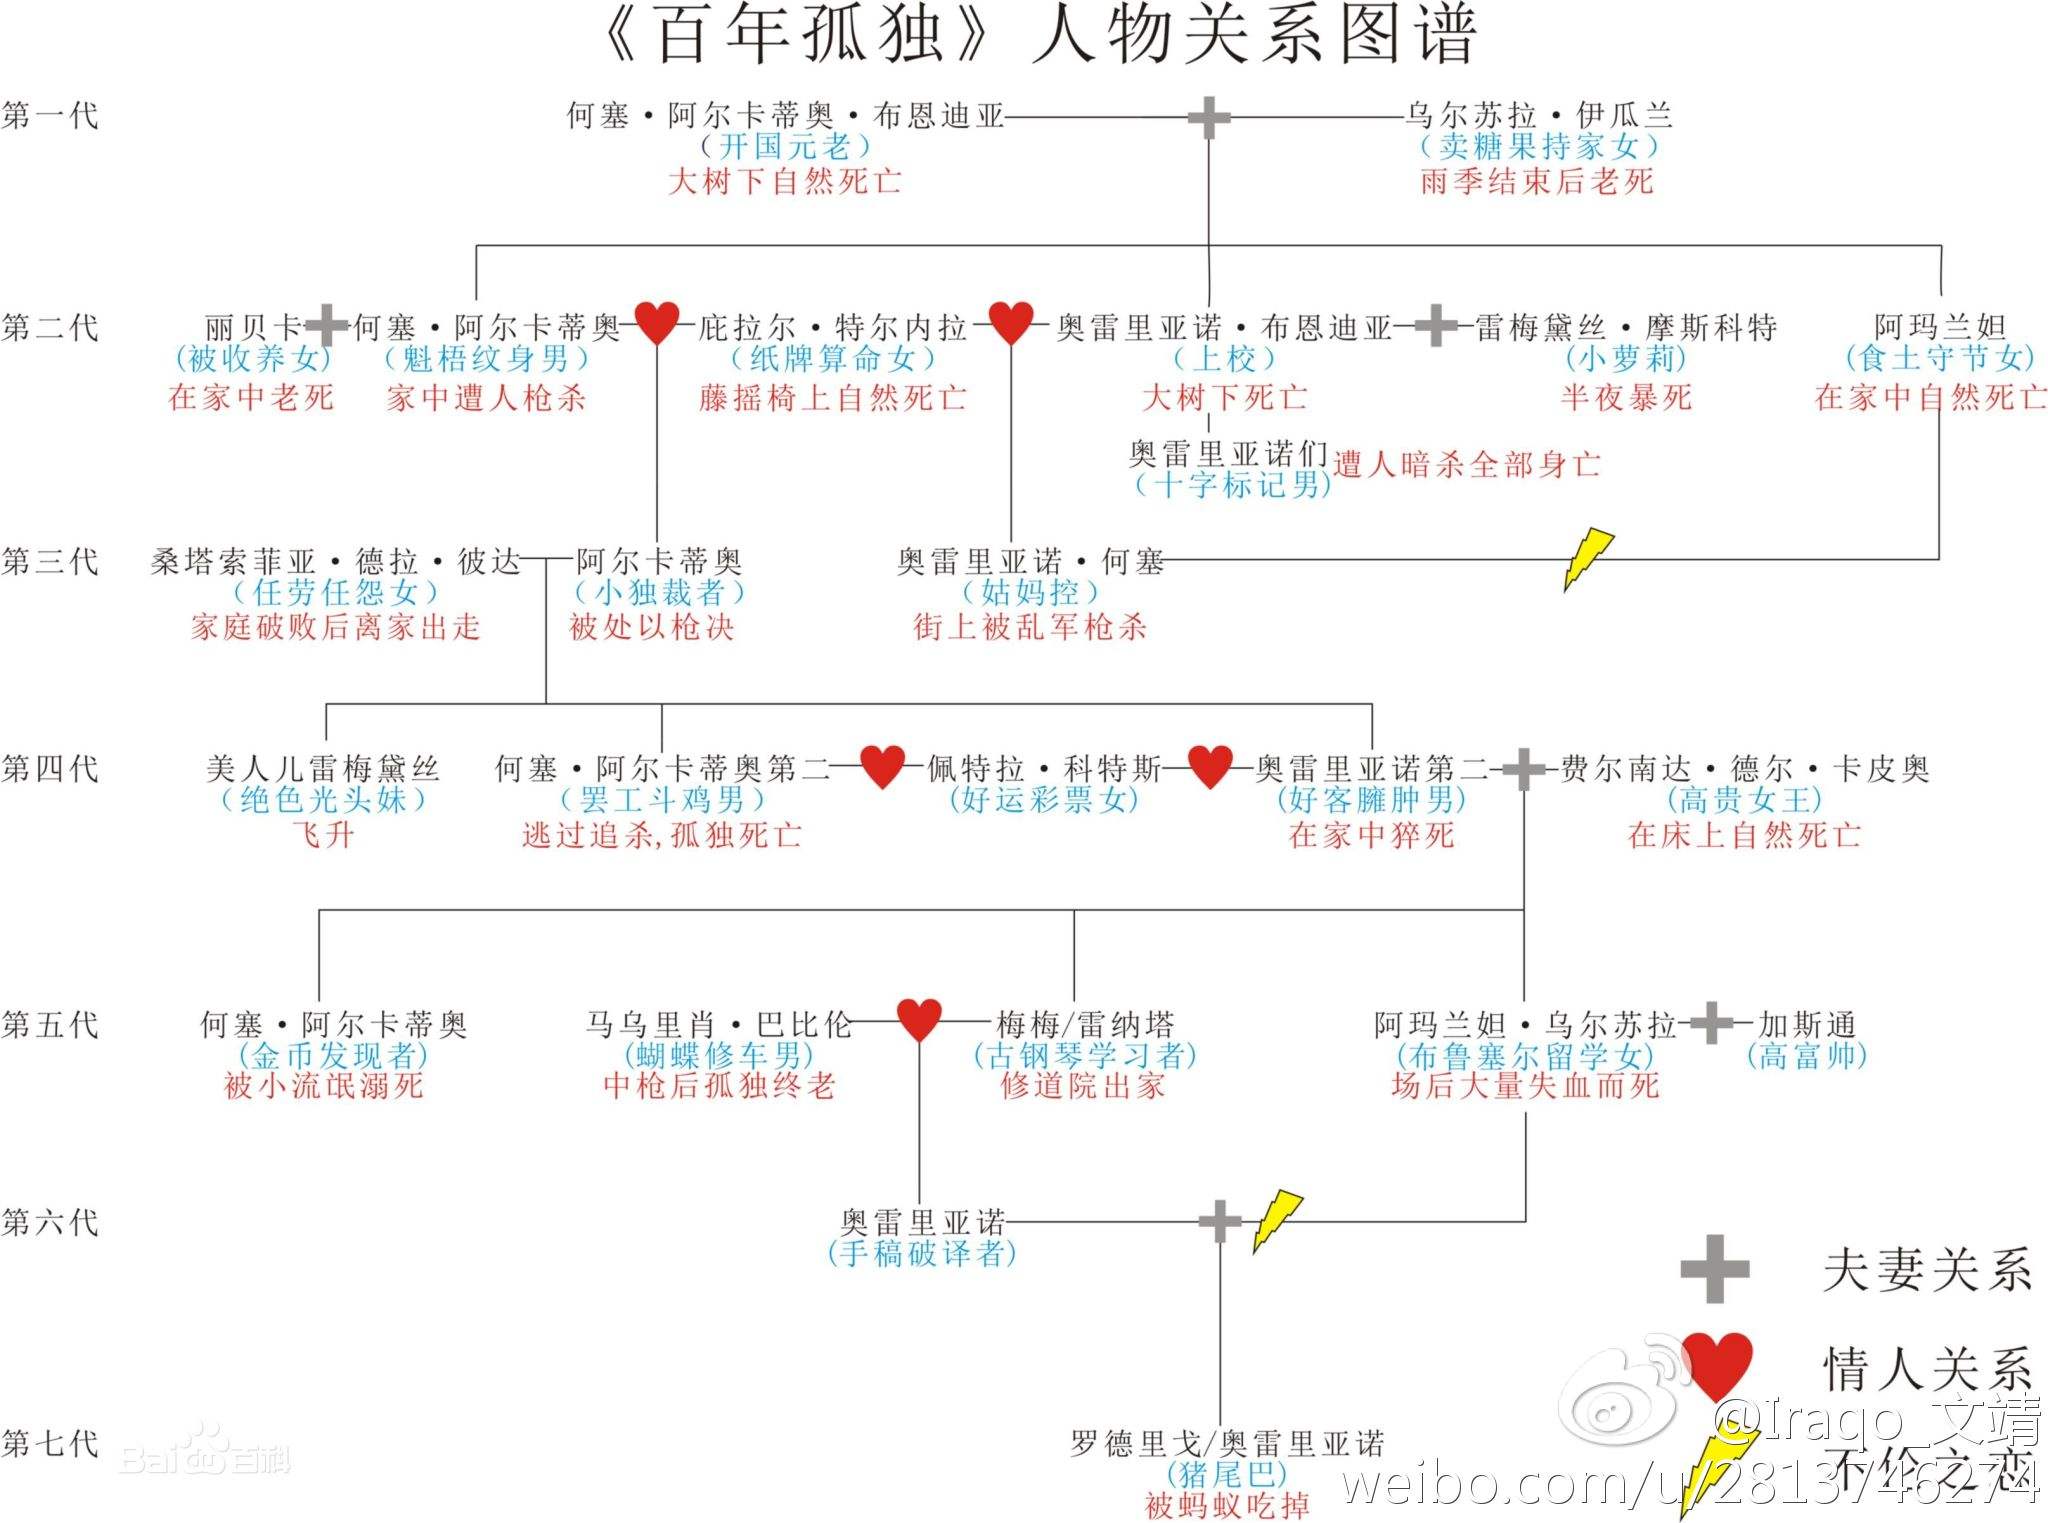 《百年孤独》人物关系图谱
第一代
何塞·阿尔卡蒂奥·布恩迪亚
乌尔苏拉·伊瓜兰
（开国元老）
（卖糖果持家女）
大树下自然死亡
雨季结束后老死
第二代
丽贝卡
何塞·阿尔卡蒂奥
庇拉尔·特尔内拉
奥雷里亚诺·布恩迪亚
雷梅黛丝·摩斯科特
阿玛兰妲
(被收养女)
（魁梧纹身男）
（纸牌算命女）
（上校）
(小萝莉)
(食土守节女)
在家中老死
家中遭人枪杀
藤摇椅上自然死亡
大树下死亡
半夜暴死
在家中自然死亡
奥雷里亚诺们
遭人暗杀全部身亡
（十字标记男)
第三代
桑塔索菲亚·德拉·彼达
阿尔卡蒂奥
奥雷里亚诺·何塞
（任劳任怨女）
（小独裁者）
（姑妈控）
家庭破败后离家出走
被处以枪决
街上被乱军枪杀
第四代
美人儿雷梅黛丝
何塞·阿尔卡蒂奥第二
佩特拉·科特斯
奥雷里亚诺第二
费尔南达·德尔·卡皮奥
（绝色光头妹）
（罢工斗鸡男）
(好运彩票女)
(好客臃肿男)
(高贵女王)
飞升
逃过追杀,孤独死亡
在家中猝死
在床上自然死亡
第五代
何塞·阿尔卡蒂奥
马乌里肖·巴比伦
梅梅/雷纳塔
阿玛兰妲·乌尔苏拉
加斯通
(金币发现者)
(蝴蝶修车男)
(古钢琴学习者)
(布鲁塞尔留学女)
(高富帅)
被小流氓溺死
中枪后孤独终老
修道院出家
场后大量失血而死
第六代
奥雷里亚诺
(手稿破译者)
夫妻关系
情人关系
@Iraqo_文靖
第七代
罗德里戈/奥雷里亚诺
不伦之恋
(猪尾巴)
weibo.com/u/2813746274
被蚂蚁吃掉
Bai百科